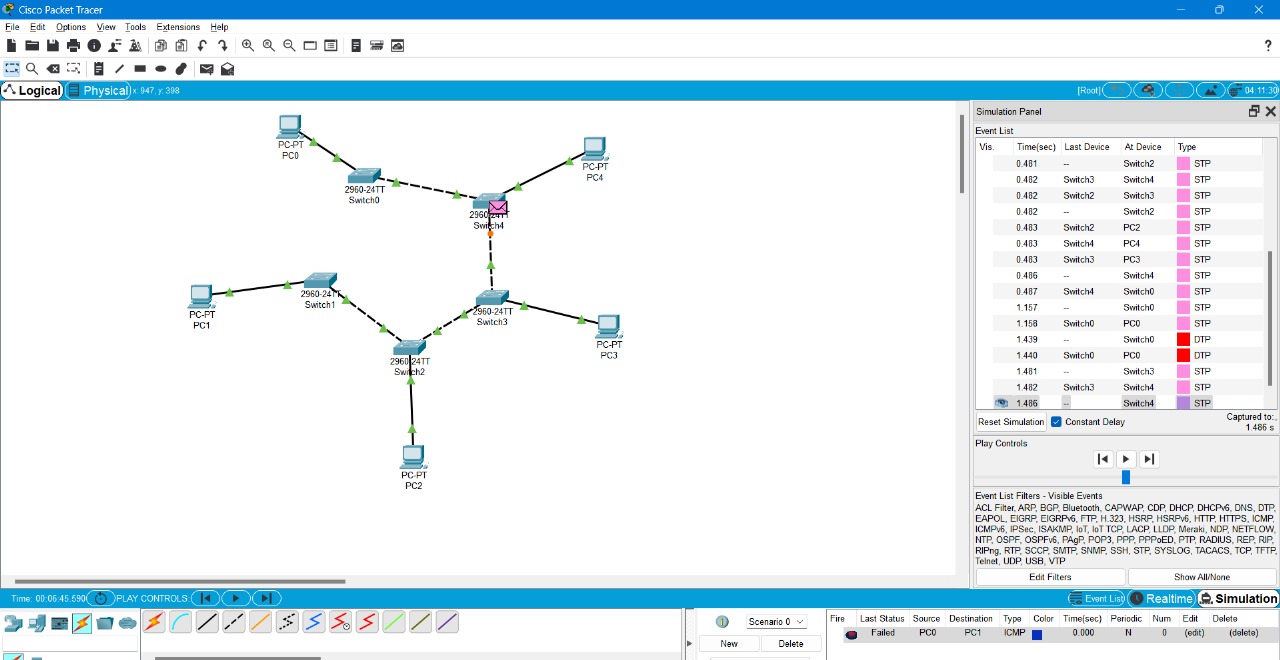 Cisco Packet Tracer
File Edit Options View Tools Extensions Help
Logical Physical x: 947, y: 398 [Root] 04:11:30
PC-PT
PC0
2960-24TT
Switch0
PC-PT
PC4
2960-24TT
Switch4
PC-PT
PC1
2960-24TT
Switch1
2960-24TT
Switch3
PC-PT
PC3
2960-24TT
Switch2
PC-PT
PC2
Simulation Panel
Event List
Vis. Time(sec) Last Device At Device Type
0.481 -- Switch2 STP
0.482 Switch3 Switch4 STP
0.482 Switch2 Switch3 STP
0.482 -- Switch2 STP
0.483 Switch2 PC2 STP
0.483 Switch4 PC4 STP
0.483 Switch3 PC3 STP
0.486 -- Switch4 STP
0.487 Switch4 Switch0 STP
1.157 -- Switch0 STP
1.158 Switch0 PC0 STP
1.439 -- Switch0 DTP
1.440 Switch0 PC0 DTP
1.481 -- Switch3 STP
1.482 Switch3 Switch4 STP
1.486 -- Switch4 STP
Reset Simulation Constant Delay Captured to:
1.486 s
Play Controls
Event List Filters - Visible Events
ACL Filter, ARP, BGP, Bluetooth, CAPWAP, CDP, DHCP, DHCPv6, DNS, DTP,
EAPOL, EIGRP, EIGRPv6, FTP, H.323, HSRP, HSRPv6, HTTP, HTTPS, ICMP,
ICMPv6, IPSec, ISAKMP, IoT, IoT TCP, LACP, LLDP, Meraki, NDP, NETFLOW,
NTP, OSPF, OSPFv6, PAgP, POP3, PPP, PPPoED, PTP, RADIUS, REP, RIP,
RIPng, RTP, SCCP, SMTP, SNMP, SSH, STP, SYSLOG, TACACS, TCP, TFTP,
Telnet, UDP, USB, VTP
Edit Filters Show All/None
Time: 00:06:45.590 PLAY CONTROLS: Event List Realtime Simulation
Scenario 0
New Delete
Fire Last Status Source Destination Type Color Time(sec) Periodic Num Edit Delete
Failed PC0 PC1 ICMP 0.000 N 0 (edit) (delete)